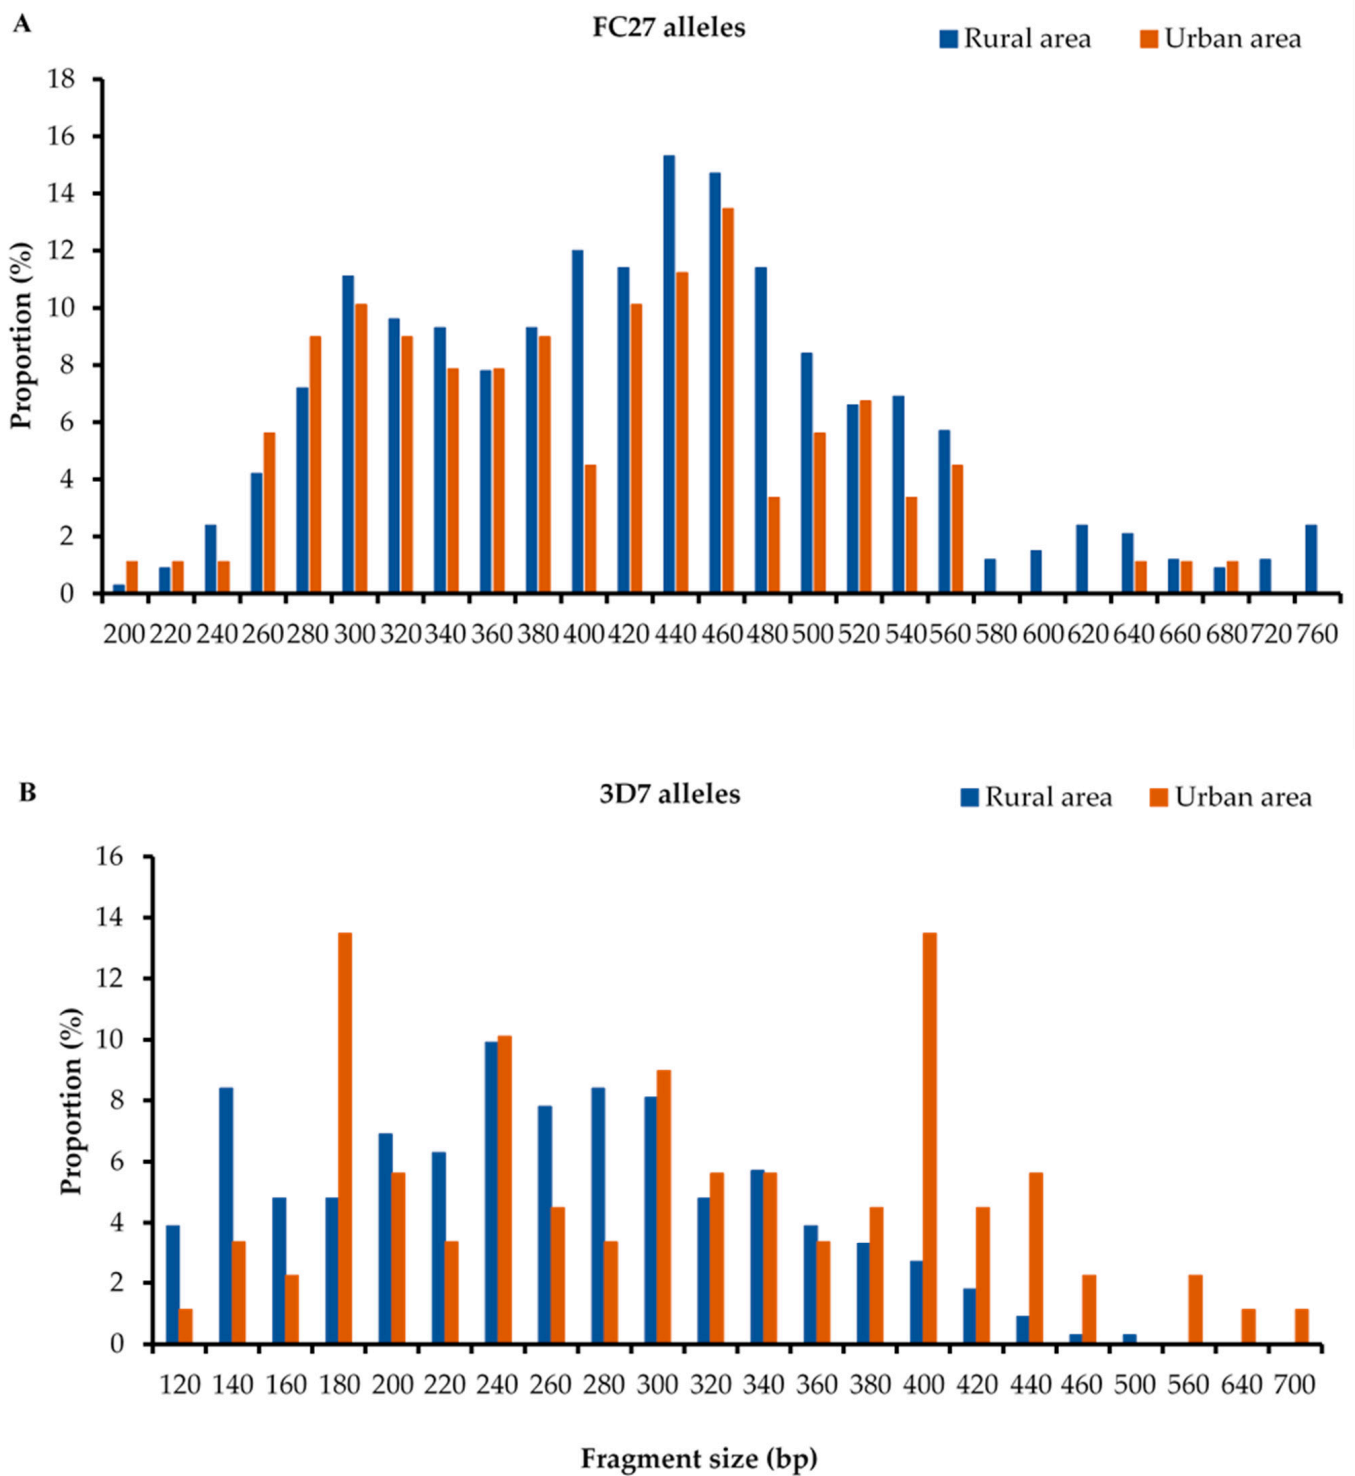 A
FC27 alleles
Rural area Urban area
18
16
14
12
10
8
6
4
2
0
Proportion (%)
200 220 240 260 280 300 320 340 360 380 400 420 440 460 480 500 520 540 560 580 600 620 640 660 680 720 760
B
3D7 alleles
Rural area Urban area
16
14
12
10
8
6
4
2
0
Proportion (%)
120 140 160 180 200 220 240 260 280 300 320 340 360 380 400 420 440 460 500 560 640 700
Fragment size (bp)